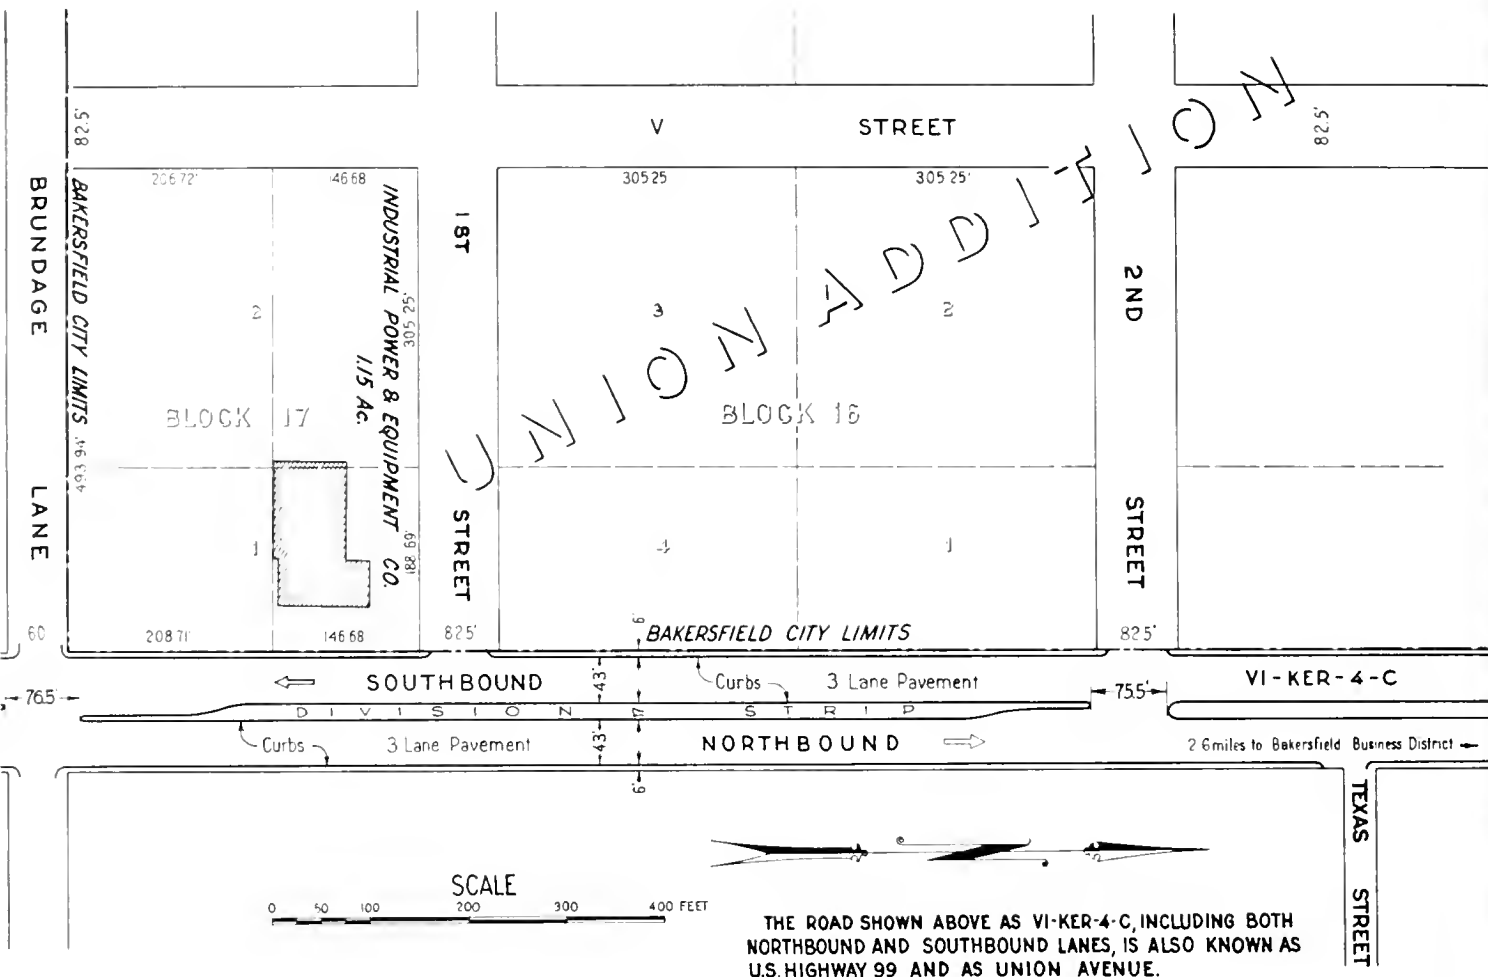 V STREET
82.5'
82.5'
206.72'
146.68
305.25
305.25'
BRUNDAGE LANE
BAKERSFIELD CITY LIMITS
493.94'
INDUSTRIAL POWER & EQUIPMENT CO.
1.15 Ac.
305.25'
188.69'
1ST STREET
2ND STREET
UNION ADDITION
2
3
2
BLOCK 17
BLOCK 16
1
4
1
60
208.71'
146.68
82.5'
6'
BAKERSFIELD CITY LIMITS
82.5'
76.5'
SOUTHBOUND
43'
Curbs
3 Lane Pavement
75.5'
VI-KER-4-C
DIVISION STRIP
17'
Curbs
3 Lane Pavement
43'
NORTHBOUND
2.6 miles to Bakersfield Business District
6'
TEXAS STREET
SCALE
0 50 100 200 300 400 FEET
THE ROAD SHOWN ABOVE AS VI-KER-4-C, INCLUDING BOTH
NORTHBOUND AND SOUTHBOUND LANES, IS ALSO KNOWN AS
U.S. HIGHWAY 99 AND AS UNION AVENUE.